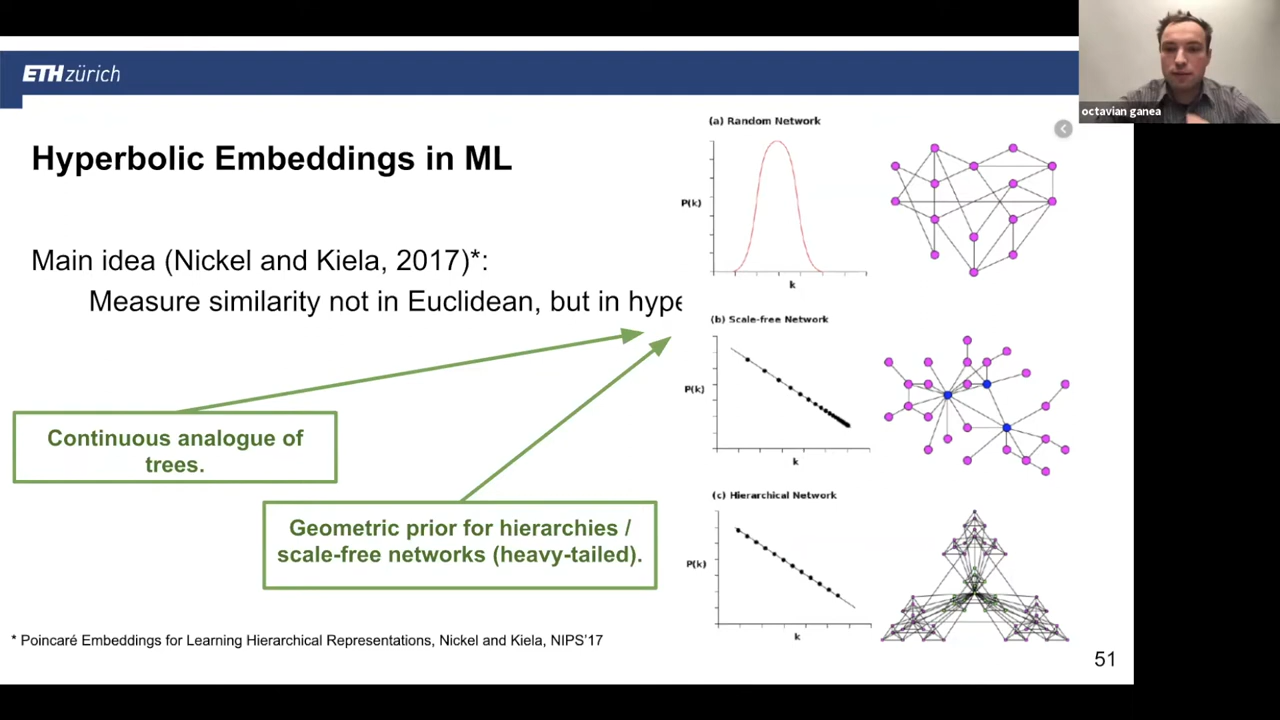 ETH zürich
octavian ganea
Hyperbolic Embeddings in ML
Main idea (Nickel and Kiela, 2017)*:
Measure similarity not in Euclidean, but in hype
Continuous analogue of
trees.
Geometric prior for hierarchies /
scale-free networks (heavy-tailed).
(a) Random Network
P(k)
k
(b) Scale-free Network
P(k)
k
(c) Hierarchical Network
P(k)
k
* Poincaré Embeddings for Learning Hierarchical Representations, Nickel and Kiela, NIPS'17
51